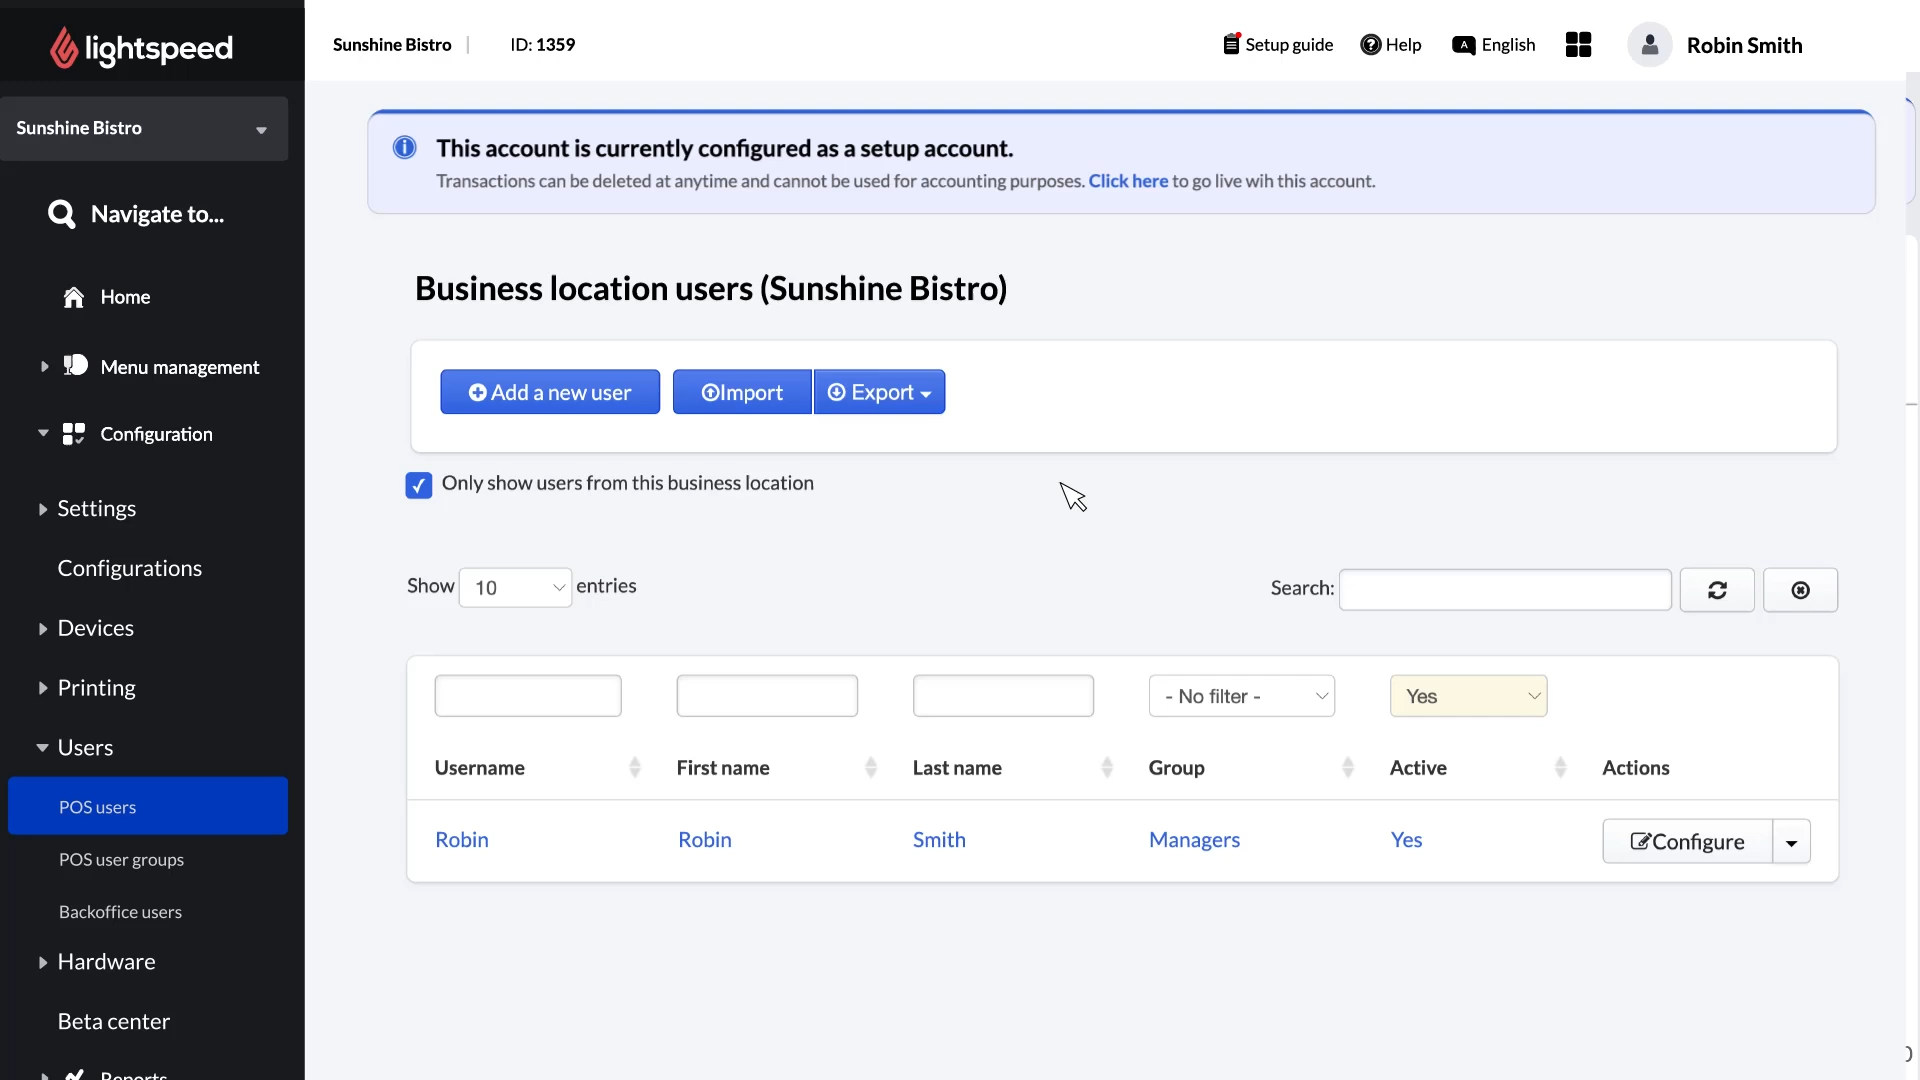 lightspeed
Sunshine Bistro
ID: 1359
Setup guide
Help
A
English
Robin Smith
Sunshine Bistro
Navigate to...
Home
Menu management
Configuration
Settings
Configurations
Devices
Printing
Users
POS users
POS user groups
Backoffice users
Hardware
Beta center
Reports
This account is currently configured as a setup account.
Transactions can be deleted at anytime and cannot be used for accounting purposes. Click here to go live wih this account.
Business location users (Sunshine Bistro)
Add a new user
Import
Export
Only show users from this business location
Show 10 entries
Search:
- No filter -
Yes
Username First name Last name Group Active Actions
Robin Robin Smith Managers Yes Configure